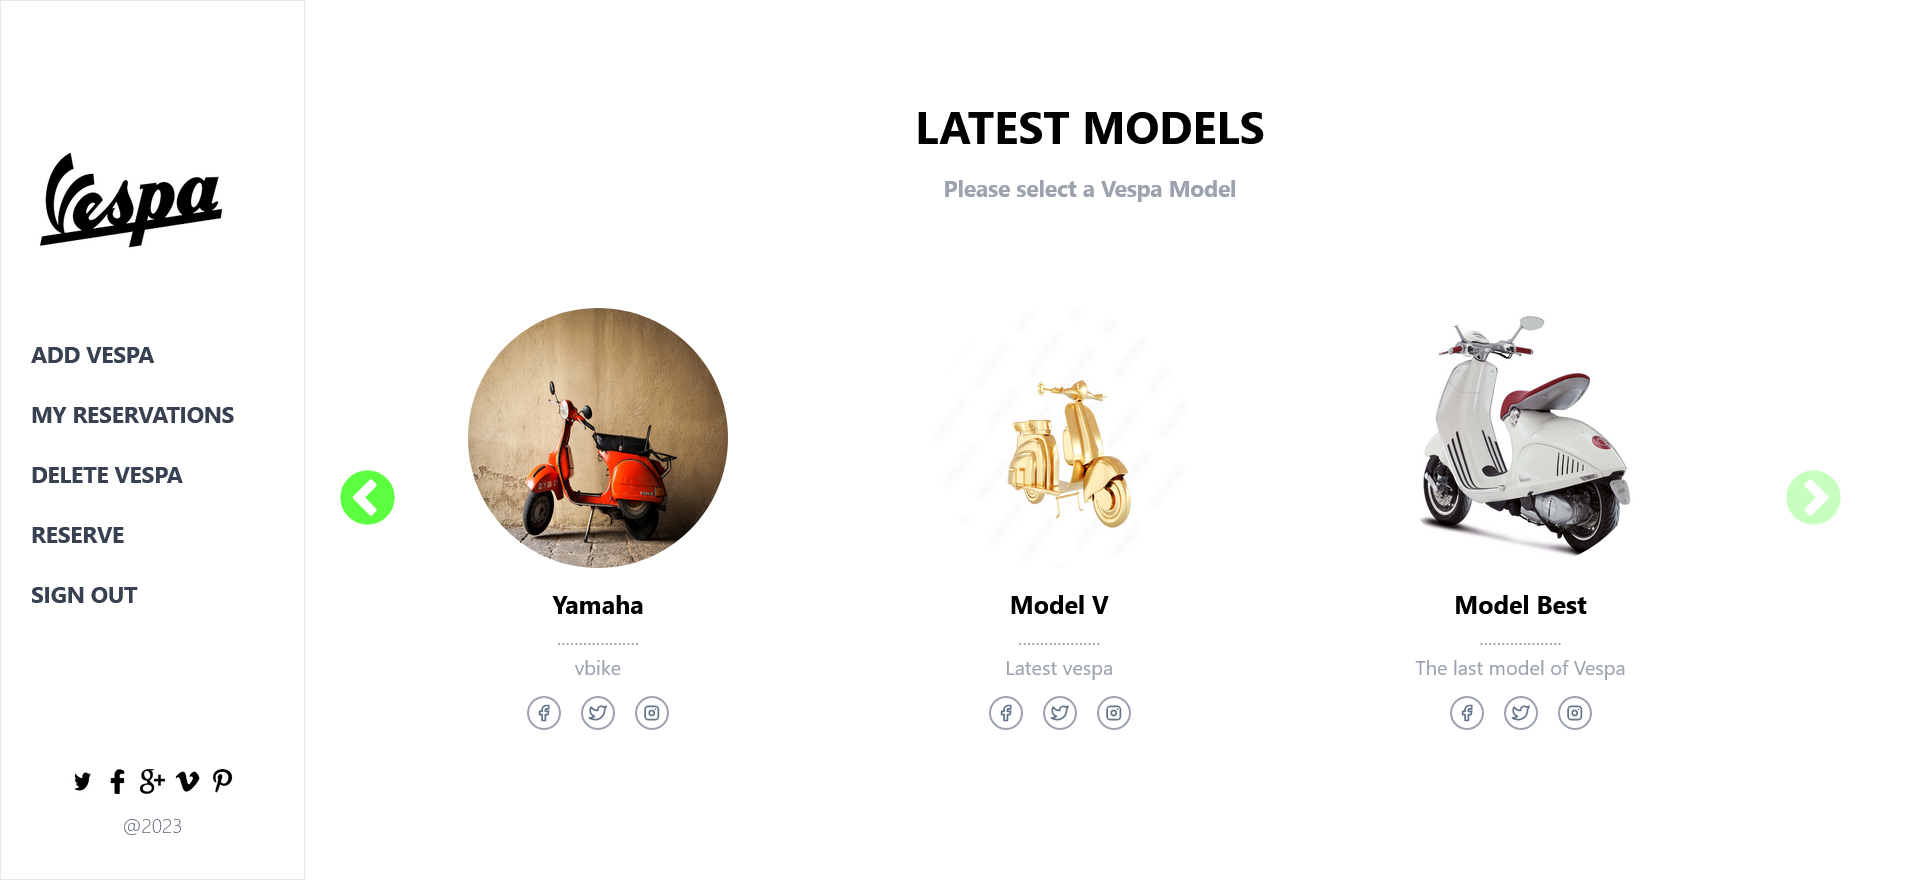 Vespa
ADD VESPA
MY RESERVATIONS
DELETE VESPA
RESERVE
SIGN OUT
@2023
LATEST MODELS
Please select a Vespa Model
Yamaha
...................
vbike
Model V
...................
Latest vespa
Model Best
...................
The last model of Vespa